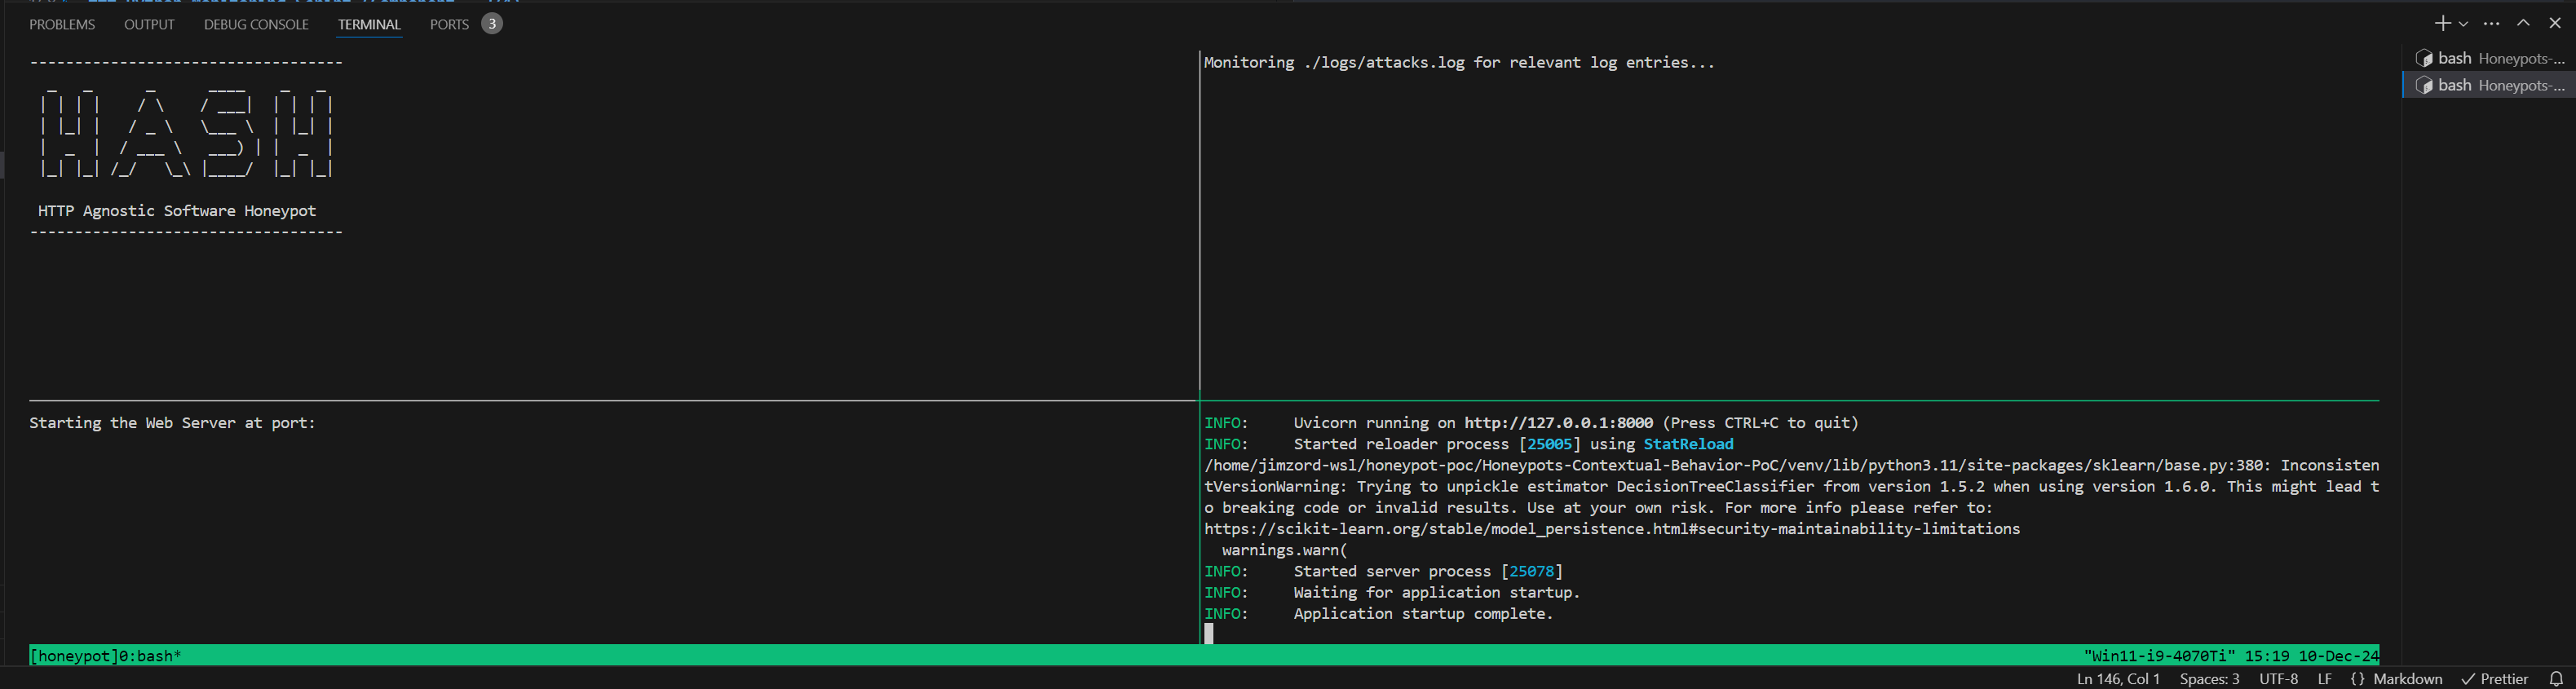 PROBLEMS OUTPUT DEBUG CONSOLE TERMINAL PORTS 3
----------------------------------
 _   _      _      ____   _   _
| | | |    / \    / ___| | | | |
| |_| |   / _ \   \___ \  | |_| |
|  _  |  / ___ \   ___) | |  _  |
|_| |_| /_/   \_\ |____/  |_| |_|
HTTP Agnostic Software Honeypot
----------------------------------
Monitoring ./logs/attacks.log for relevant log entries...
Starting the Web Server at port:
INFO:     Uvicorn running on http://127.0.0.1:8000 (Press CTRL+C to quit)
INFO:     Started reloader process [25005] using StatReload
/home/jimzord-wsl/honeypot-poc/Honeypots-Contextual-Behavior-PoC/venv/lib/python3.11/site-packages/sklearn/base.py:380: Inconsisten
tVersionWarning: Trying to unpickle estimator DecisionTreeClassifier from version 1.5.2 when using version 1.6.0. This might lead t
o breaking code or invalid results. Use at your own risk. For more info please refer to:
https://scikit-learn.org/stable/model_persistence.html#security-maintainability-limitations
  warnings.warn(
INFO:     Started server process [25078]
INFO:     Waiting for application startup.
INFO:     Application startup complete.
[honeypot]0:bash*
"Win11-i9-4070Ti" 15:19 10-Dec-24
bash Honeypots-...
bash Honeypots-...
Ln 146, Col 1 Spaces: 3 UTF-8 LF {} Markdown Prettier